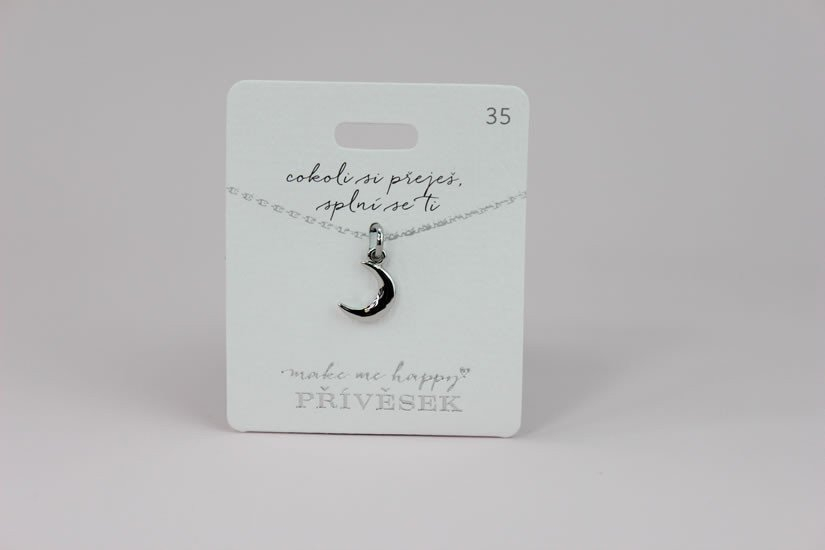 35
cokoli si přeješ,
splní se ti
make me happy
PŘÍVĚSEK